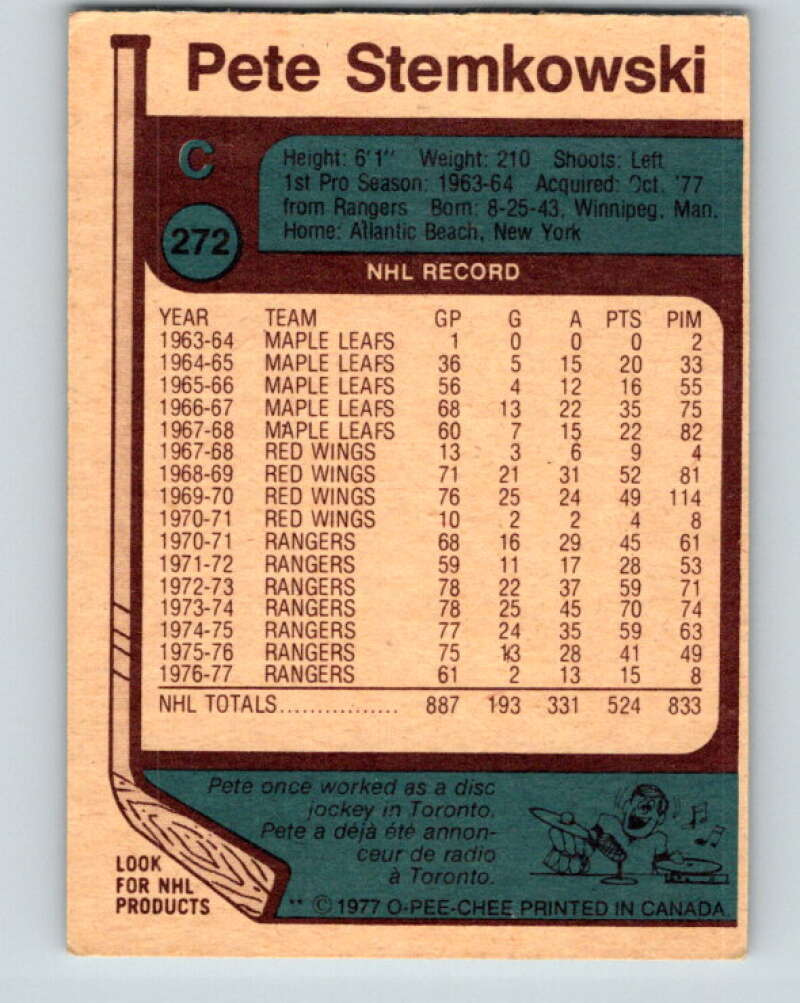 Pete Stemkowski
C
272
Height: 6'1" Weight: 210 Shoots: Left
1st Pro Season: 1963-64 Acquired: Oct. '77
from Rangers Born: 8-25-43, Winnipeg, Man.
Home: Atlantic Beach, New York
NHL RECORD
YEAR TEAM GP G A PTS PIM
1963-64 MAPLE LEAFS 1 0 0 0 2
1964-65 MAPLE LEAFS 36 5 15 20 33
1965-66 MAPLE LEAFS 56 4 12 16 55
1966-67 MAPLE LEAFS 68 13 22 35 75
1967-68 MAPLE LEAFS 60 7 15 22 82
1967-68 RED WINGS 13 3 6 9 4
1968-69 RED WINGS 71 21 31 52 81
1969-70 RED WINGS 76 25 24 49 114
1970-71 RED WINGS 10 2 2 4 8
1970-71 RANGERS 68 16 29 45 61
1971-72 RANGERS 59 11 17 28 53
1972-73 RANGERS 78 22 37 59 71
1973-74 RANGERS 78 25 45 70 74
1974-75 RANGERS 77 24 35 59 63
1975-76 RANGERS 75 13 28 41 49
1976-77 RANGERS 61 2 13 15 8
NHL TOTALS................ 887 193 331 524 833
Pete once worked as a disc
jockey in Toronto.
Pete a déjà été annon-
ceur de radio
à Toronto.
LOOK
FOR NHL
PRODUCTS
** © 1977 O-PEE-CHEE PRINTED IN CANADA